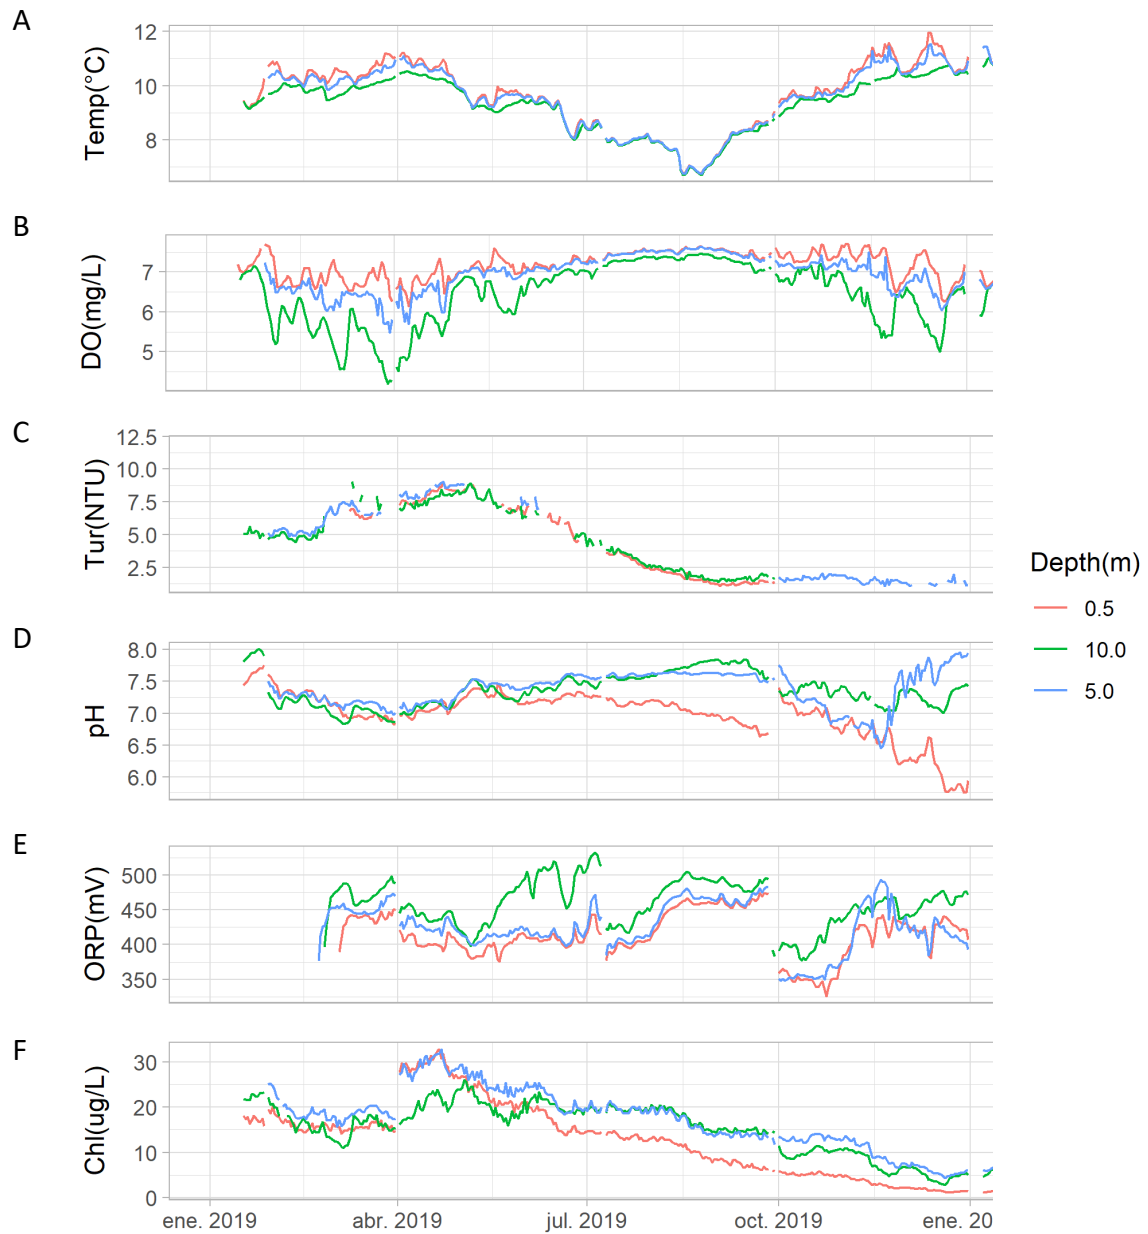 A
Temp(°C)
12
10
8
B
DO(mg/L)
7
6
5
C
Tur(NTU)
12.5
10.0
7.5
5.0
2.5
D
pH
8.0
7.5
7.0
6.5
6.0
E
ORP(mV)
500
450
400
350
F
Chl(ug/L)
30
20
10
0
ene. 2019 abr. 2019 jul. 2019 oct. 2019 ene. 20
Depth(m)
0.5
10.0
5.0